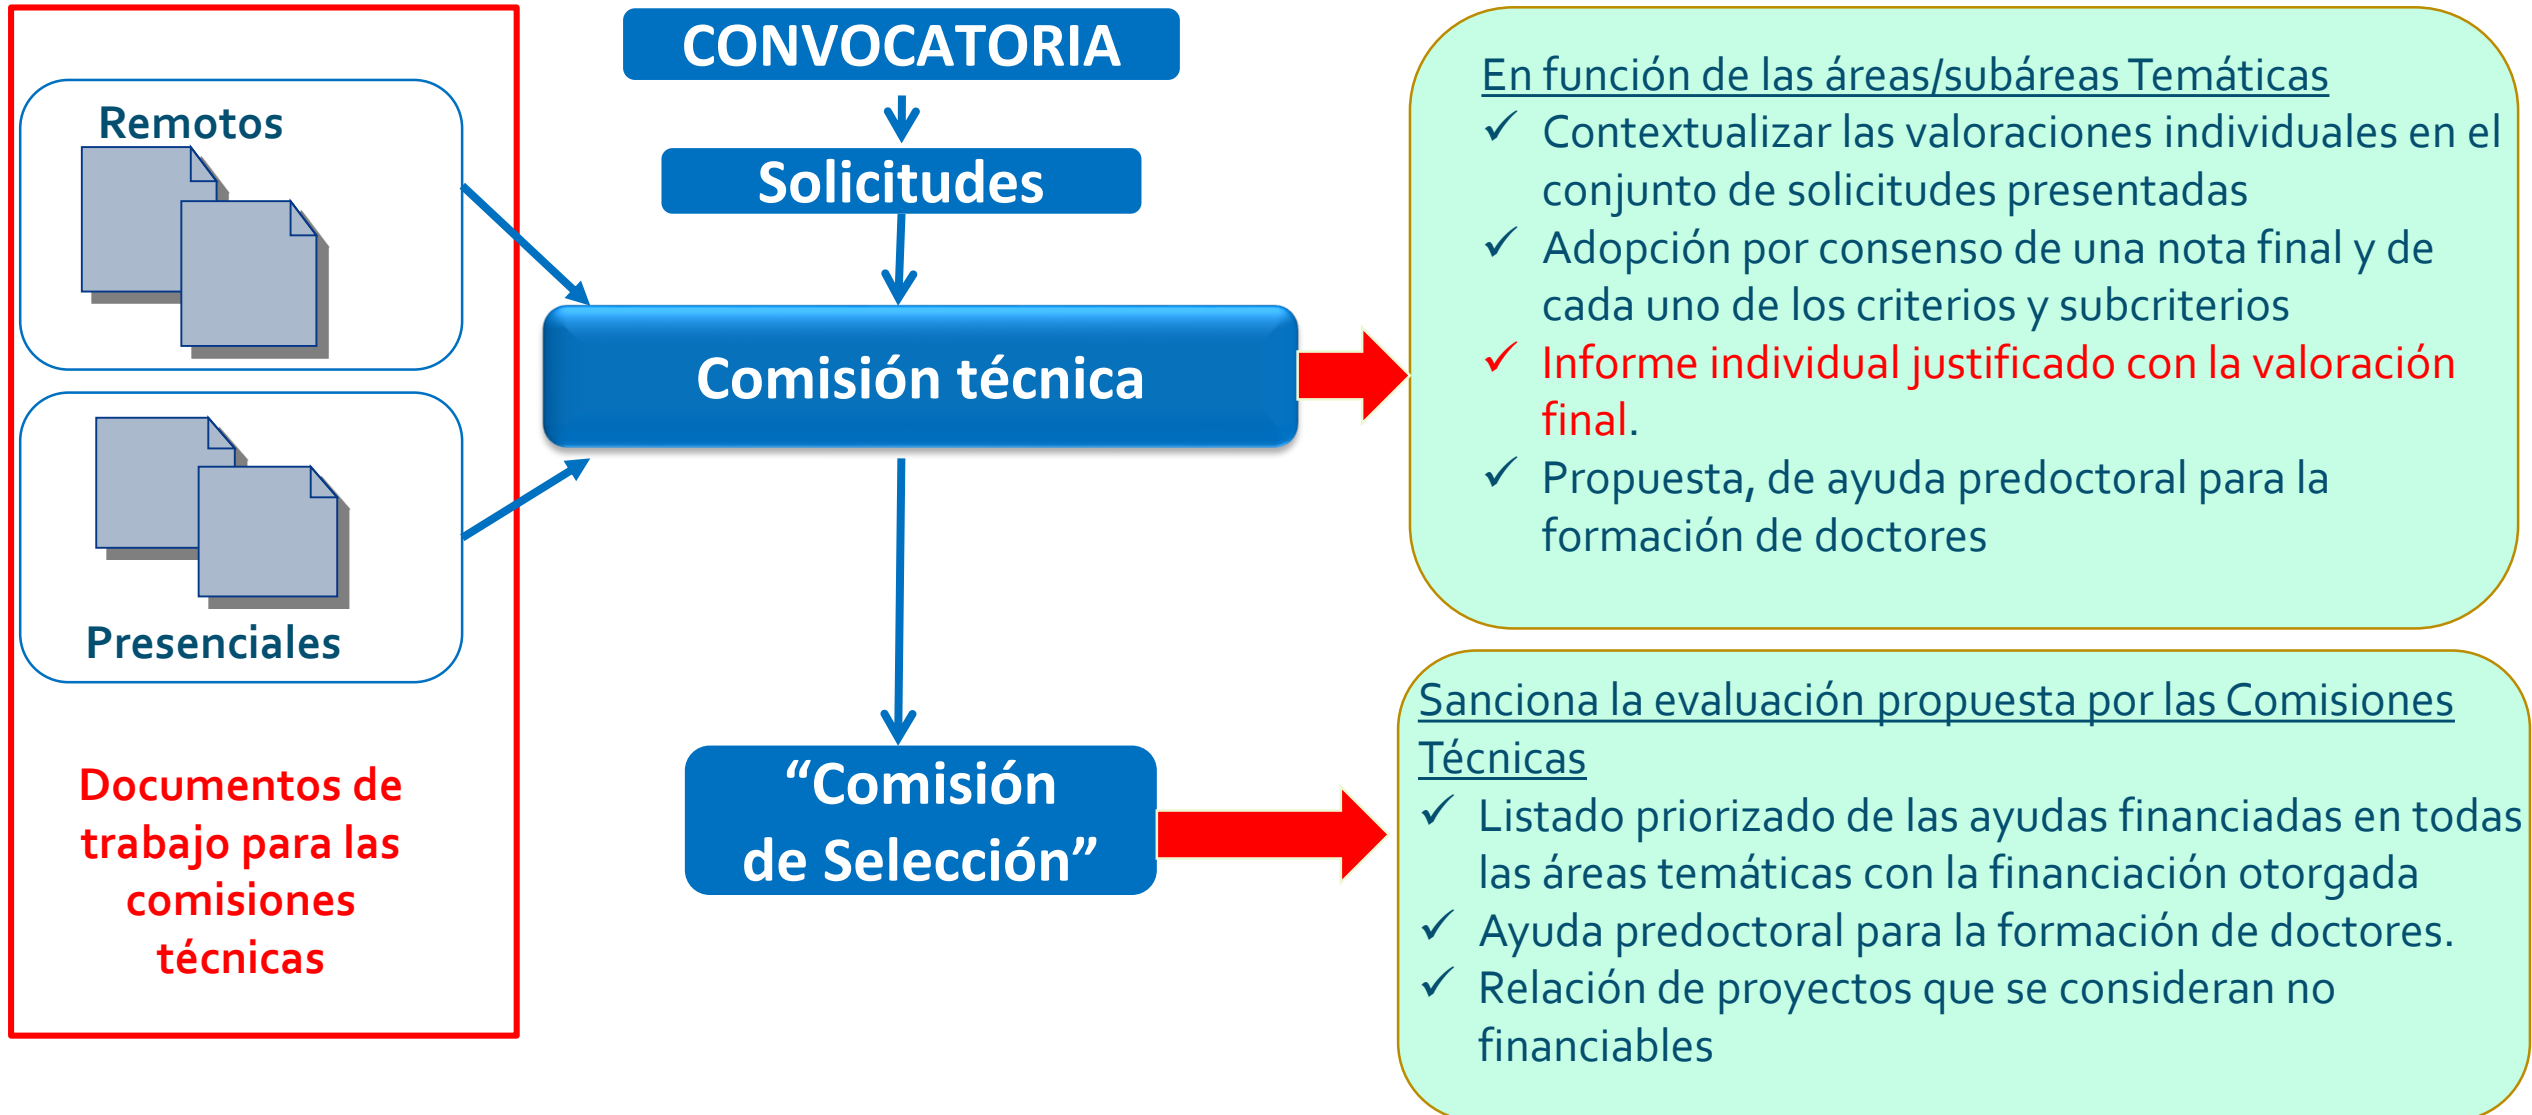 Remotos
Presenciales
Documentos de
trabajo para las
comisiones
técnicas
CONVOCATORIA
Solicitudes
Comisión técnica
“Comisión
de Selección”
En función de las áreas/subáreas Temáticas
✓ Contextualizar las valoraciones individuales en el
conjunto de solicitudes presentadas
✓ Adopción por consenso de una nota final y de
cada uno de los criterios y subcriterios
✓ Informe individual justificado con la valoración
final.
✓ Propuesta, de ayuda predoctoral para la
formación de doctores
Sanciona la evaluación propuesta por las Comisiones
Técnicas
✓ Listado priorizado de las ayudas financiadas en todas
las áreas temáticas con la financiación otorgada
✓ Ayuda predoctoral para la formación de doctores.
✓ Relación de proyectos que se consideran no
financiables